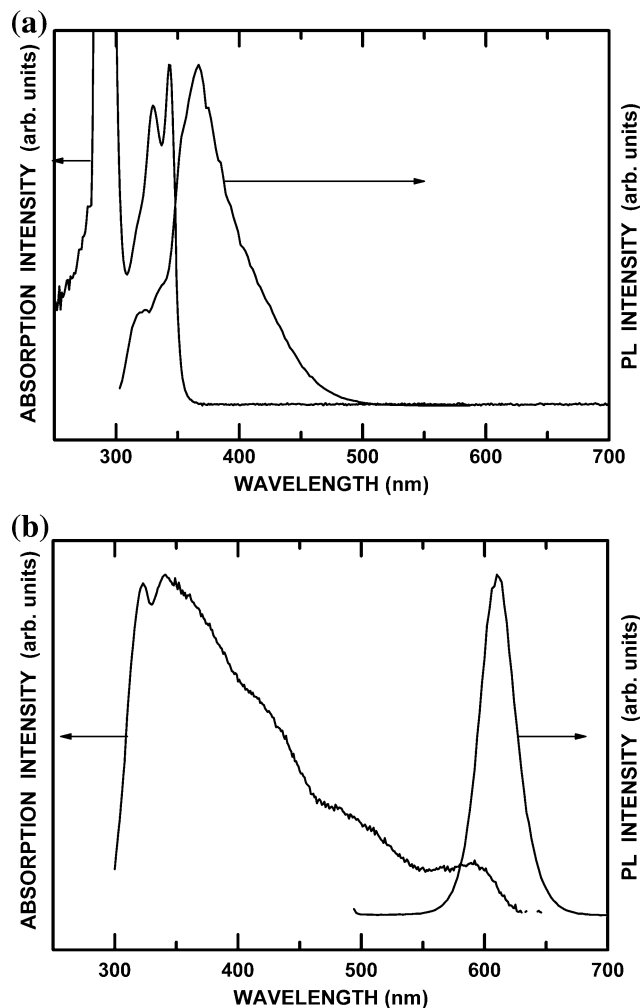 (a)
ABSORPTION INTENSITY (arb. units)
PL INTENSITY (arb. units)
300 400 500 600 700
WAVELENGTH (nm)
(b)
ABSORPTION INTENSITY (arb. units)
PL INTENSITY (arb. units)
300 400 500 600 700
WAVELENGTH (nm)